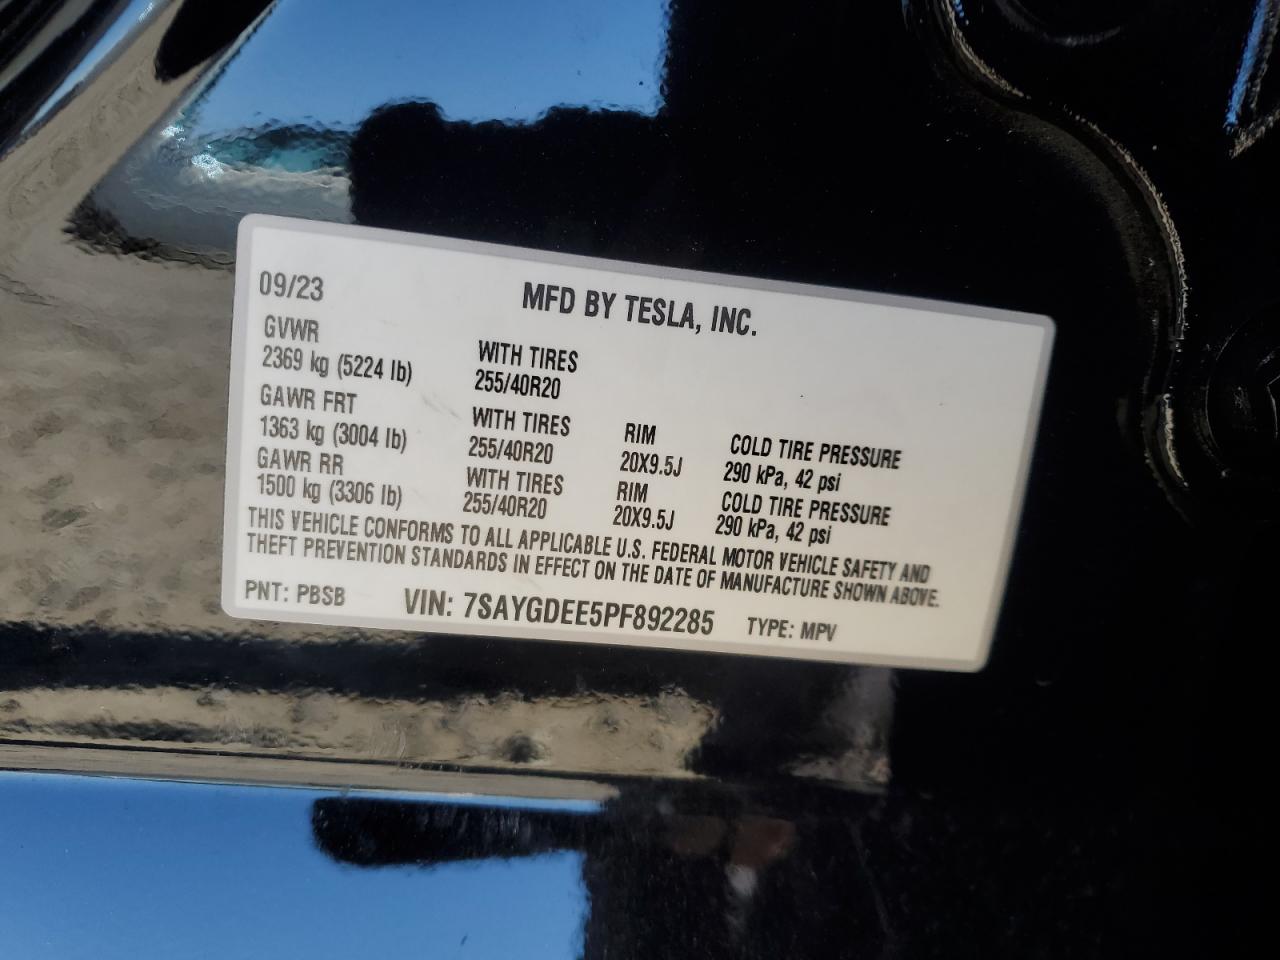 09/23
MFD BY TESLA, INC.
GVWR
2369 kg (5224 lb)
WITH TIRES
255/40R20
GAWR FRT
1363 kg (3004 lb)
WITH TIRES
255/40R20
RIM
20X9.5J
COLD TIRE PRESSURE
290 kPa, 42 psi
GAWR RR
1500 kg (3306 lb)
WITH TIRES
255/40R20
RIM
20X9.5J
COLD TIRE PRESSURE
290 kPa, 42 psi
THIS VEHICLE CONFORMS TO ALL APPLICABLE U.S. FEDERAL MOTOR VEHICLE SAFETY AND
THEFT PREVENTION STANDARDS IN EFFECT ON THE DATE OF MANUFACTURE SHOWN ABOVE.
PNT: PBSB VIN: 7SAYGDEE5PF892285 TYPE: MPV